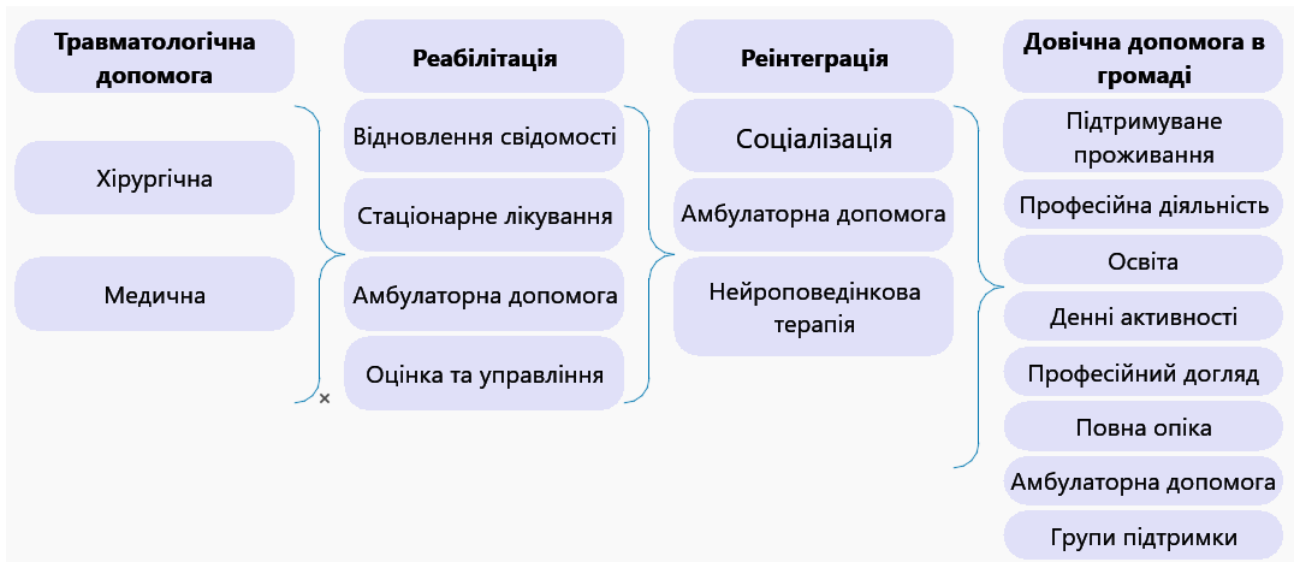 Травматологічна
допомога
Хірургічна
Медична
Реабілітація
Відновлення свідомості
Стаціонарне лікування
Амбулаторна допомога
Оцінка та управління
Реінтеграція
Соціалізація
Амбулаторна допомога
Нейроповедінкова
терапія
Довічна допомога в
громаді
Підтримуване
проживання
Професійна діяльність
Освіта
Денні активності
Професійний догляд
Повна опіка
Амбулаторна допомога
Групи підтримки